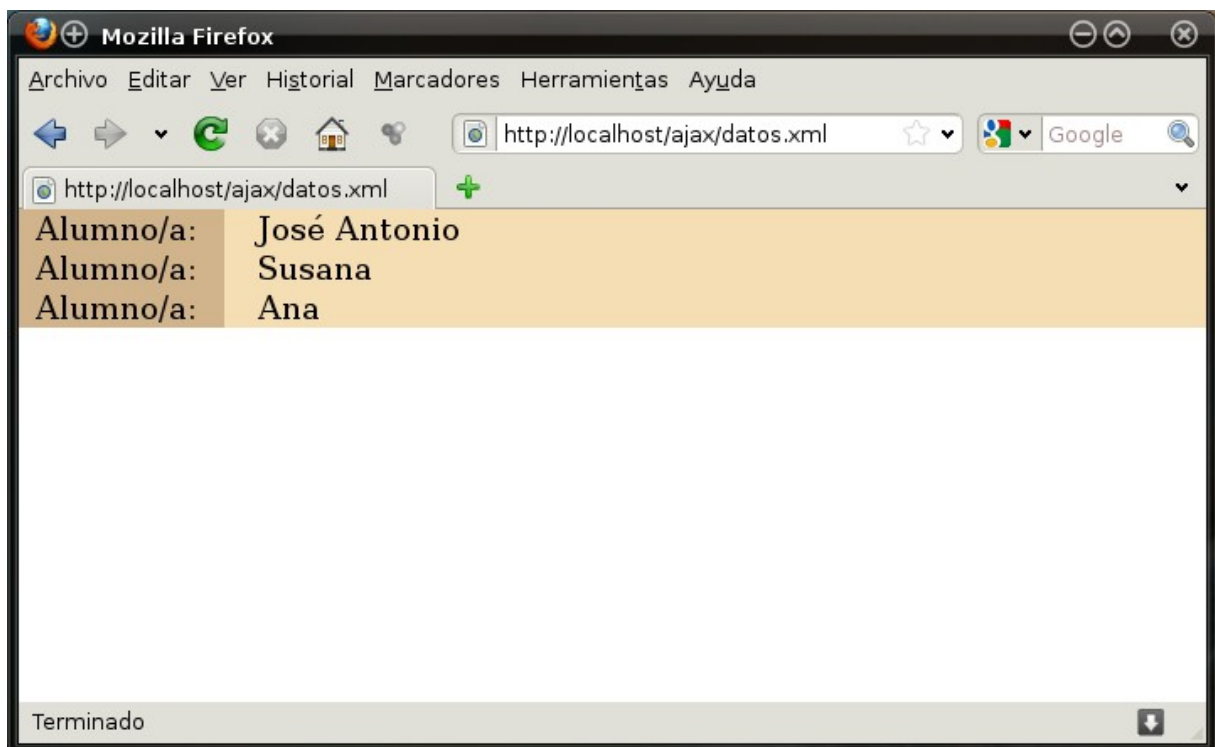 Mozilla Firefox
Archivo Editar Ver Historial Marcadores Herramientas Ayuda
http://localhost/ajax/datos.xml Google
http://localhost/ajax/datos.xml
Alumno/a: José Antonio
Alumno/a: Susana
Alumno/a: Ana
Terminado